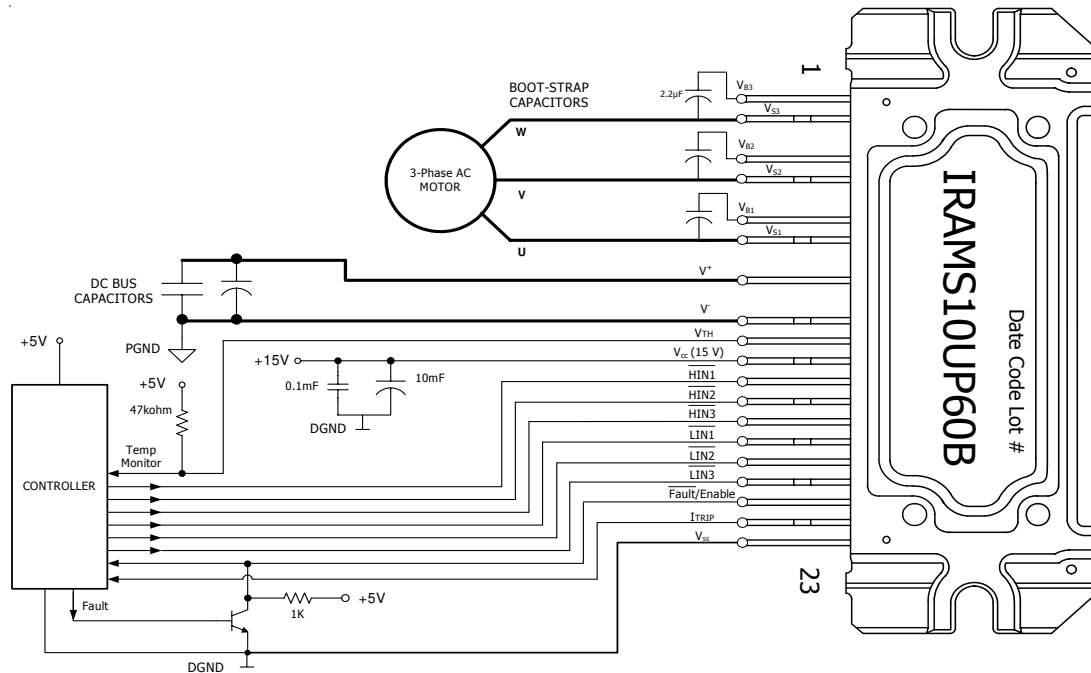 1
BOOT-STRAP
CAPACITORS
2.2µF
VB3
VS3
W
VB2
VS2
3-Phase AC
MOTOR
V
VB1
VS1
U
V+
DC BUS
CAPACITORS
V-
PGND
VTH
+5V
+15V
Vcc (15 V)
0.1mF
10mF
DGND
+5V
47kohm
HIN1
HIN2
HIN3
LIN1
LIN2
LIN3
Temp
Monitor
CONTROLLER
Fault/Enable
ITRIP
Vss
Fault
1K
+5V
DGND
23
IRAMS10UP60B
Date Code Lot #